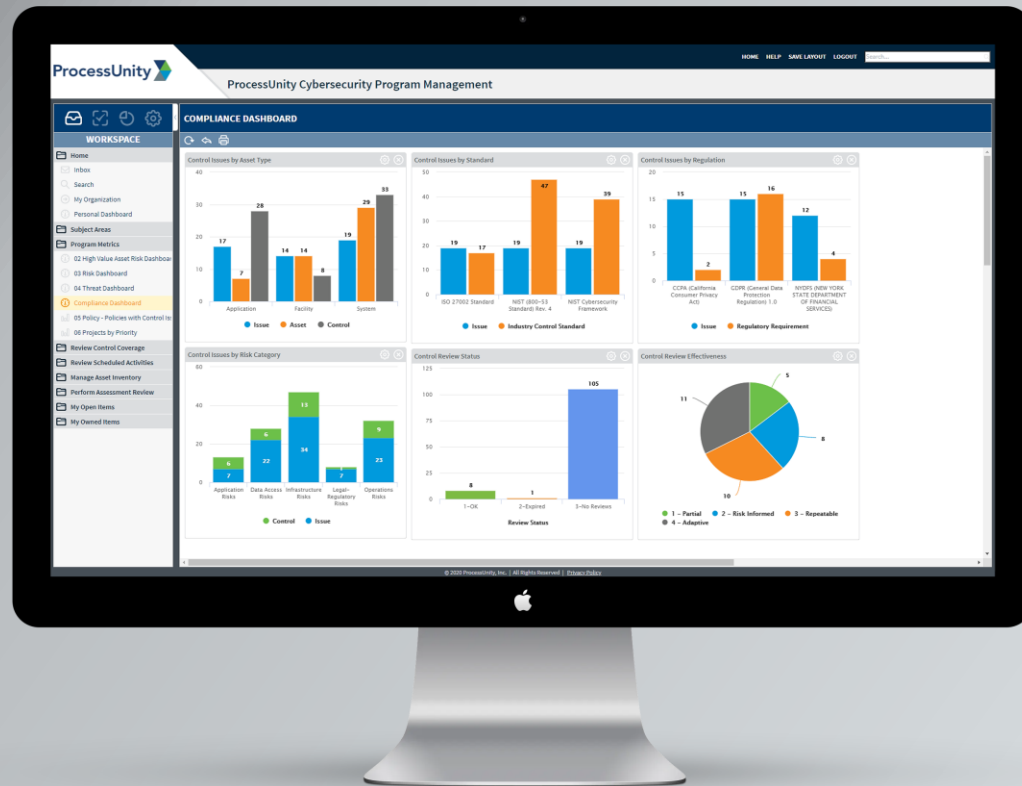 ProcessUnity
HOME HELP SAVE LAYOUT LOGOUT Search...
ProcessUnity Cybersecurity Program Management
WORKSPACE
Home
Inbox
Search
My Organization
Personal Dashboard
Subject Areas
Program Metrics
02 High Value Asset Risk Dashboar
03 Risk Dashboard
04 Threat Dashboard
Compliance Dashboard
05 Policy - Policies with Control Is
06 Projects by Priority
Review Control Coverage
Review Scheduled Activities
Manage Asset Inventory
Perform Assessment Review
My Open Items
My Owned Items
COMPLIANCE DASHBOARD
Control Issues by Asset Type
40
30
20
10
0
17
7
28
14
14
8
19
29
33
Application
Facility
System
Issue Asset Control
Control Issues by Standard
50
40
30
20
10
0
19
17
19
47
19
39
ISO 27002 Standard
NIST (800-53
Standard) Rev. 4
NIST Cybersecurity
Framework
Issue Industry Control Standard
Control Issues by Regulation
20
15
10
5
0
15
2
15
16
12
4
CCPA (California
Consumer Privacy
Act)
GDPR (General Data
Protection
Regulation) 1.0
NYDFS (NEW YORK
STATE DEPARTMENT
OF FINANCIAL
SERVICES)
Issue Regulatory Requirement
Control Issues by Risk Category
60
40
20
0
6
7
6
22
13
34
1
7
9
23
Application
Risks
Data Access
Risks
Infrastructure
Risks
Legal-
Regulatory
Risks
Operations
Risks
Control Issue
Control Review Status
125
100
75
50
25
0
8
1
105
1-OK
2-Expired
3-No Reviews
Review Status
Control Review Effectiveness
5
8
10
11
1 - Partial 2 - Risk Informed 3 - Repeatable
4 - Adaptive
© 2020 ProcessUnity, Inc. | All Rights Reserved | Privacy Policy